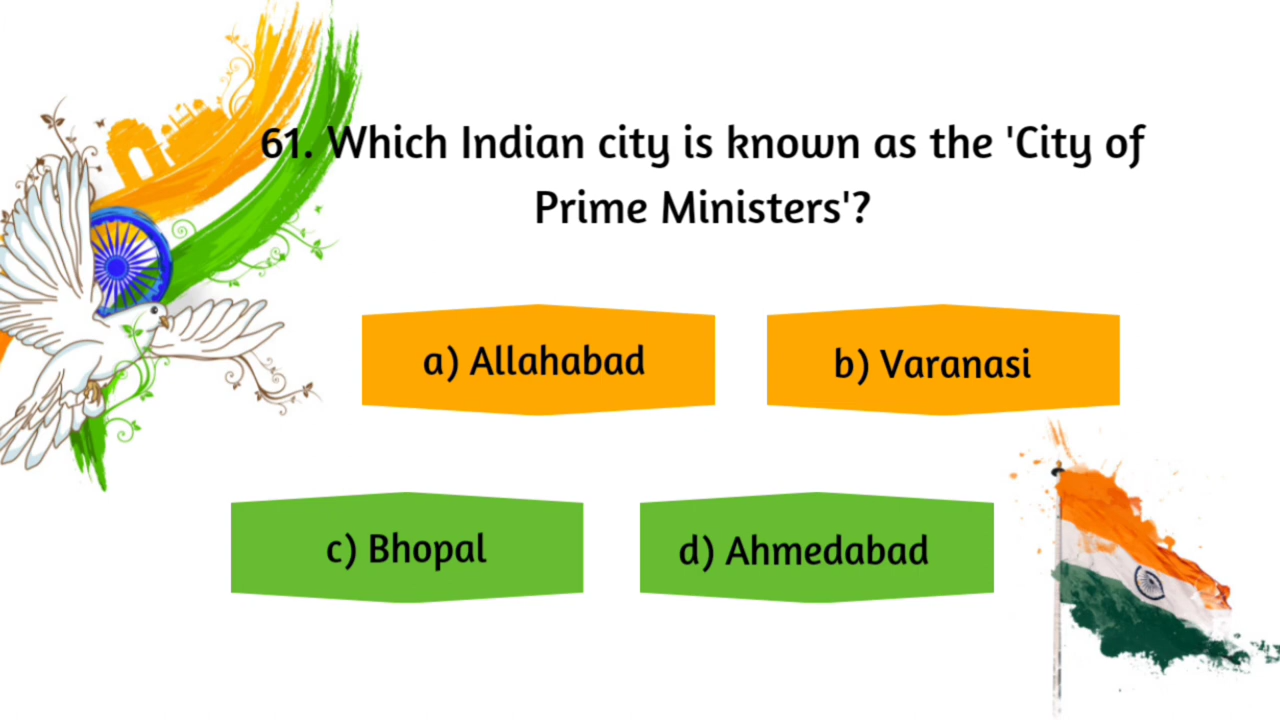 61. Which Indian city is known as the 'City of
Prime Ministers'?
a) Allahabad
b) Varanasi
c) Bhopal
d) Ahmedabad